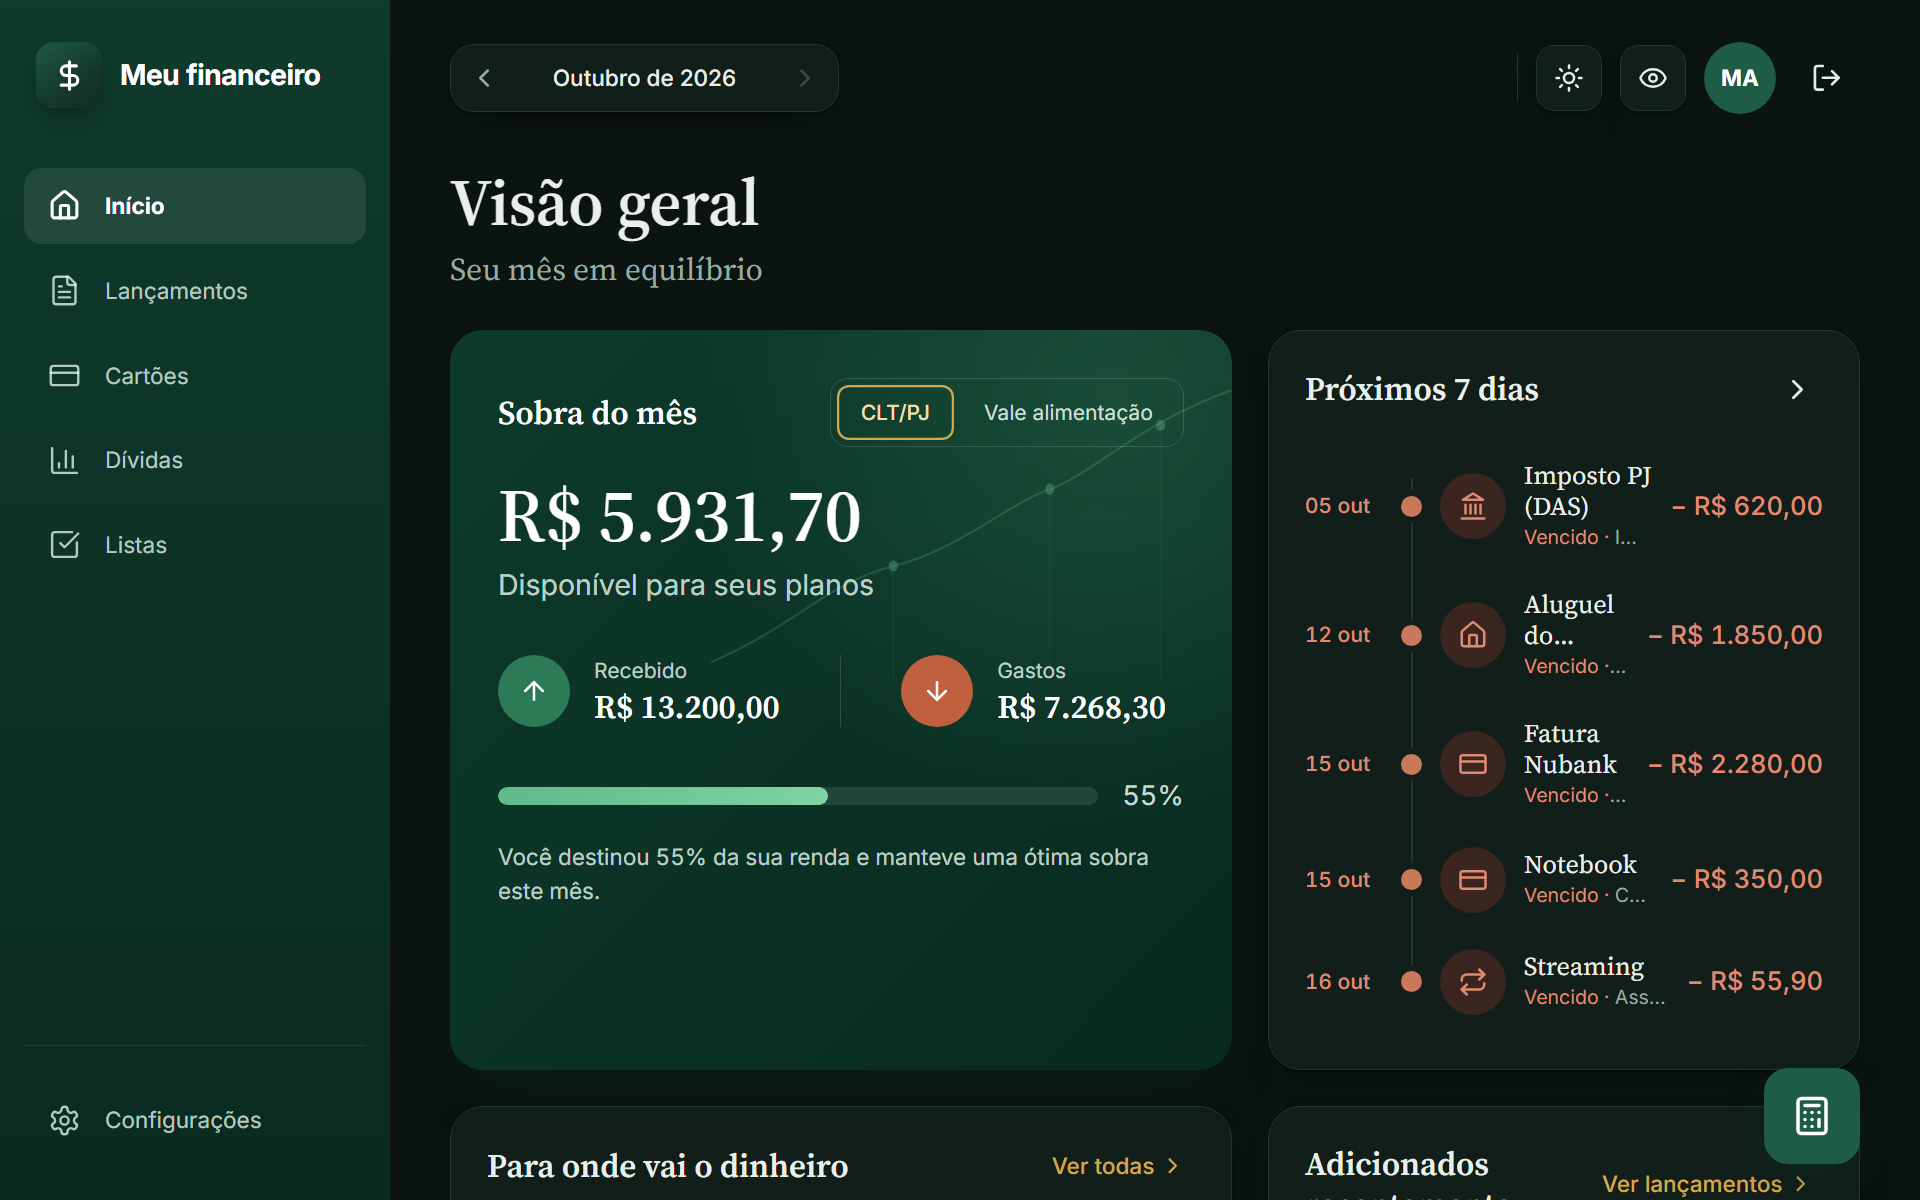 Meu financeiro
Início
Lançamentos
Cartões
Dívidas
Listas
Configurações
Outubro de 2026
MA
Visão geral
Seu mês em equilíbrio
Sobra do mês
CLT/PJ
Vale alimentação
R$ 5.931,70
Disponível para seus planos
Recebido
R$ 13.200,00
Gastos
R$ 7.268,30
55%
Você destinou 55% da sua renda e manteve uma ótima sobra
este mês.
Próximos 7 dias
05 out
Imposto PJ
(DAS)
Vencido · I...
– R$ 620,00
12 out
Aluguel
do...
Vencido ·...
– R$ 1.850,00
15 out
Fatura
Nubank
Vencido ·...
– R$ 2.280,00
15 out
Notebook
Vencido · C...
– R$ 350,00
16 out
Streaming
Vencido · Ass...
– R$ 55,90
Para onde vai o dinheiro
Ver todas
Adicionados
Ver lançamentos